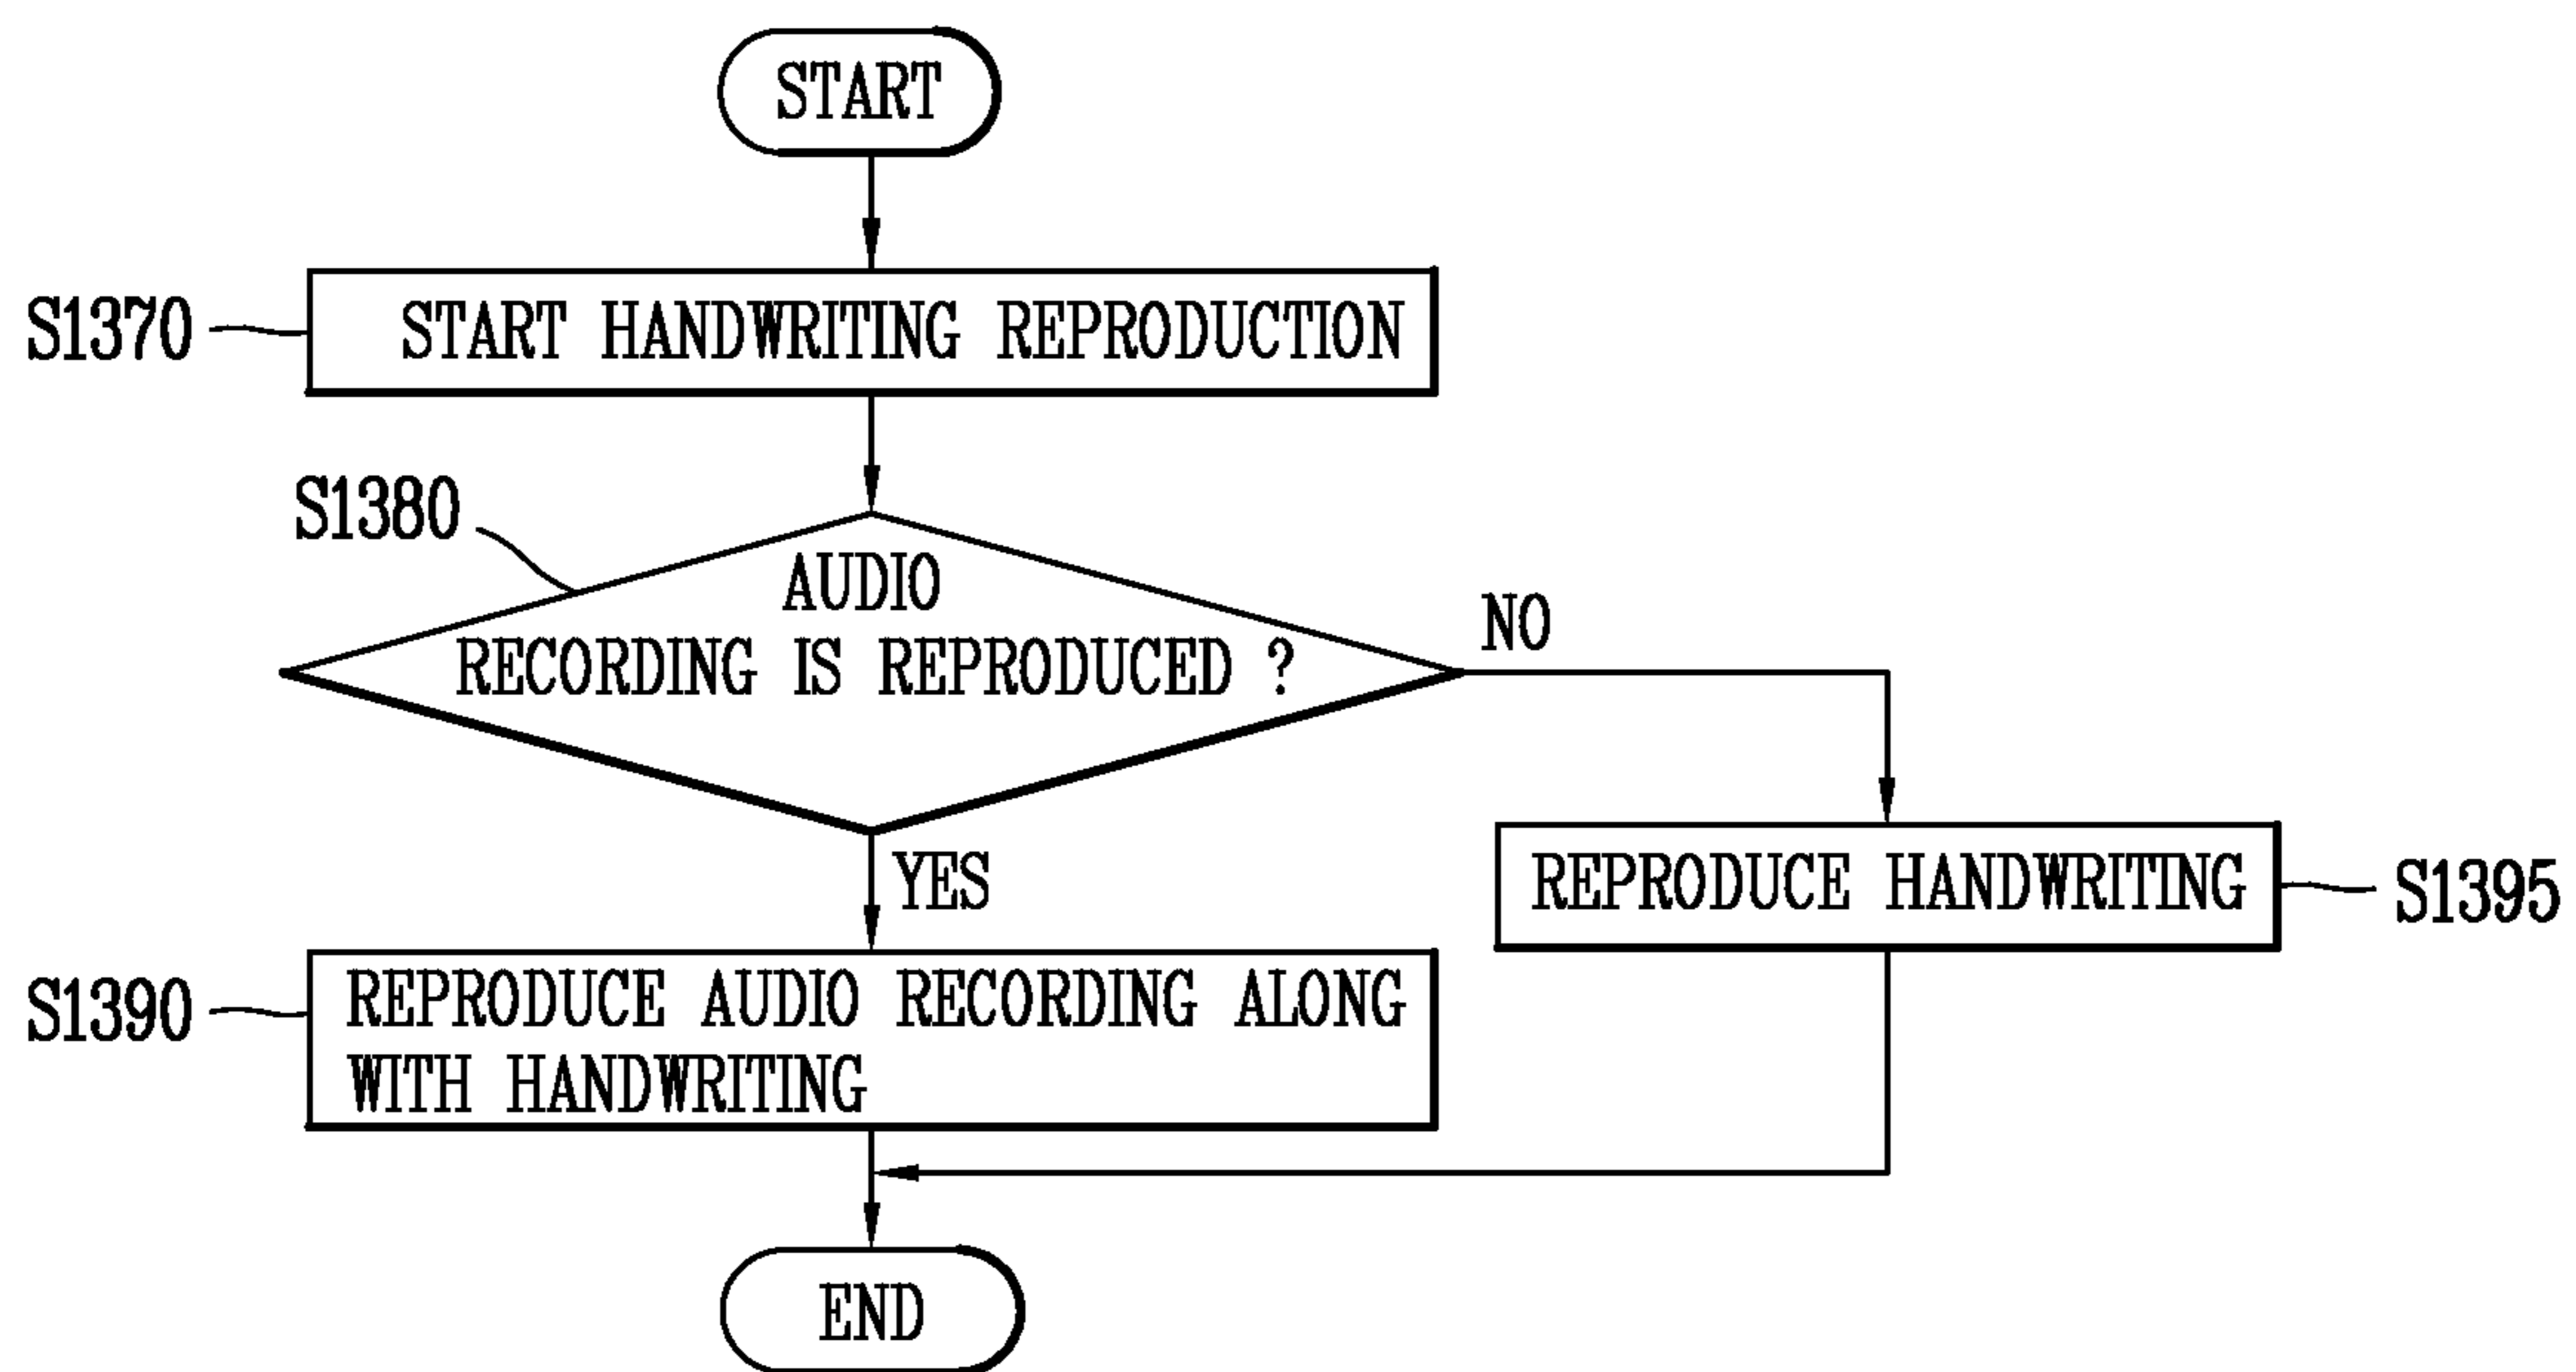 START
S1370
START HANDWRITING REPRODUCTION
S1380
AUDIO
RECORDING IS REPRODUCED ?
NO
YES
REPRODUCE HANDWRITING
S1395
S1390
REPRODUCE AUDIO RECORDING ALONG
WITH HANDWRITING
END